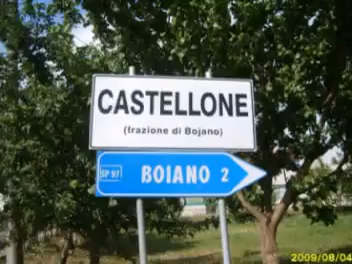 CASTELLONE
(frazione di Bojano)
SP 97 BOIANO 2
2009/08/04